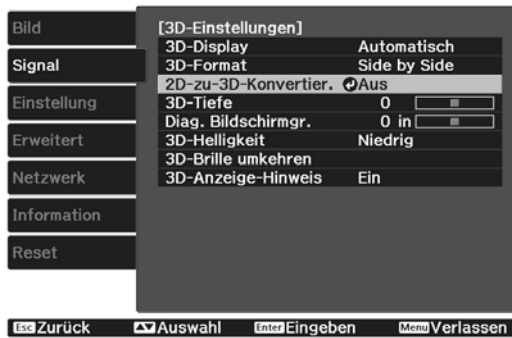 Bild
Signal
Einstellung
Erweitert
Netzwerk
Information
Reset
[3D-Einstellungen]
3D-Display Automatisch
3D-Format Side by Side
2D-zu-3D-Konvertier. Aus
3D-Tiefe 0
Diag. Bildschirmgr. 0 in
3D-Helligkeit Niedrig
3D-Brille umkehren
3D-Anzeige-Hinweis Ein
Esc Zurück Auswahl Enter Eingeben Menu Verlassen